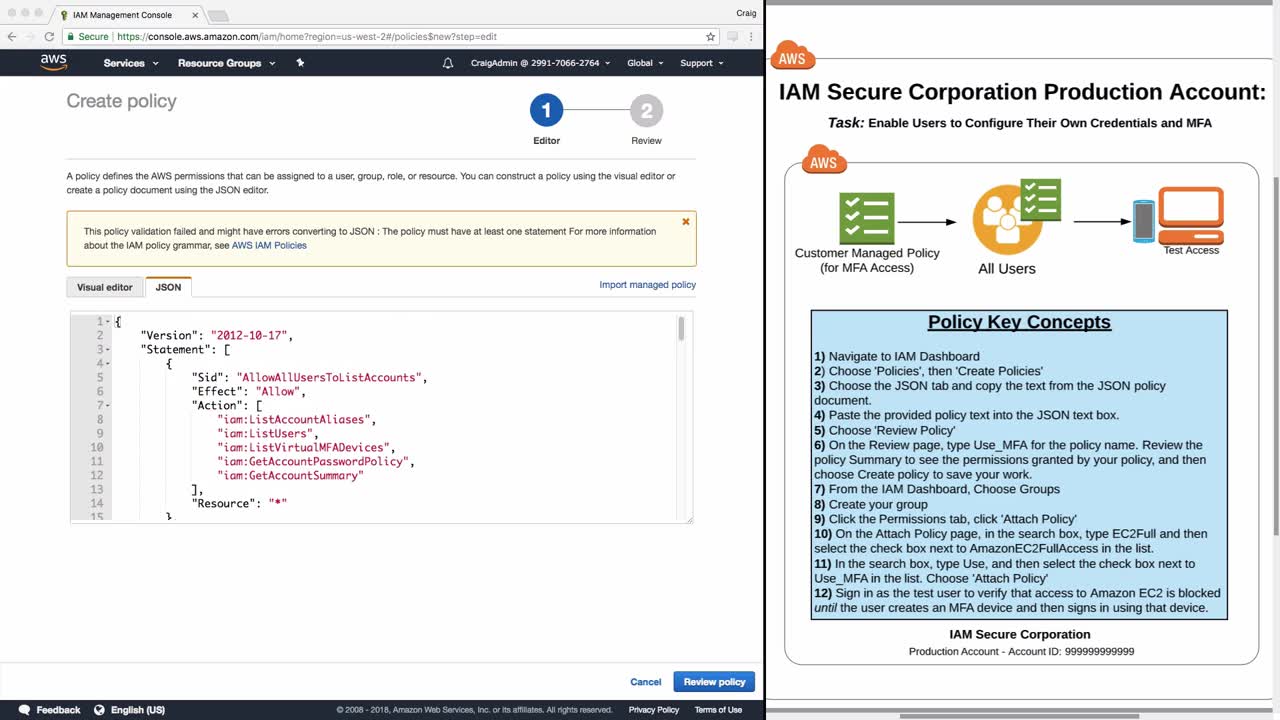 IAM Management Console
Craig
Secure | https://console.aws.amazon.com/iam/home?region=us-west-2#/policies$new?step=edit
aws
Services
Resource Groups
CraigAdmin @ 2991-7066-2764
Global
Support
Create policy
1
2
Editor
Review
A policy defines the AWS permissions that can be assigned to a user, group, role, or resource. You can construct a policy using the visual editor or
create a policy document using the JSON editor.
This policy validation failed and might have errors converting to JSON : The policy must have at least one statement For more information
about the IAM policy grammar, see AWS IAM Policies
Visual editor
JSON
Import managed policy
1 {
2 "Version": "2012-10-17",
3 "Statement": [
4 {
5 "Sid": "AllowAllUsersToListAccounts",
6 "Effect": "Allow",
7 "Action": [
8 "iam:ListAccountAliases",
9 "iam:ListUsers",
10 "iam:ListVirtualMFADevices",
11 "iam:GetAccountPasswordPolicy",
12 "iam:GetAccountSummary"
13 ],
14 "Resource": "*"
15 },
Cancel
Review policy
Feedback
English (US)
© 2008 - 2018, Amazon Web Services, Inc. or its affiliates. All rights reserved.
Privacy Policy
Terms of Use
AWS
IAM Secure Corporation Production Account:
Task: Enable Users to Configure Their Own Credentials and MFA
AWS
Customer Managed Policy
(for MFA Access)
All Users
Test Access
Policy Key Concepts
1) Navigate to IAM Dashboard
2) Choose 'Policies', then 'Create Policies'
3) Choose the JSON tab and copy the text from the JSON policy
document.
4) Paste the provided policy text into the JSON text box.
5) Choose 'Review Policy'
6) On the Review page, type Use_MFA for the policy name. Review the
policy Summary to see the permissions granted by your policy, and then
choose Create policy to save your work.
7) From the IAM Dashboard, Choose Groups
8) Create your group
9) Click the Permissions tab, click 'Attach Policy'
10) On the Attach Policy page, in the search box, type EC2Full and then
select the check box next to AmazonEC2FullAccess in the list.
11) In the search box, type Use, and then select the check box next to
Use_MFA in the list. Choose 'Attach Policy'
12) Sign in as the test user to verify that access to Amazon EC2 is blocked
until the user creates an MFA device and then signs in using that device.
IAM Secure Corporation
Production Account - Account ID: 999999999999